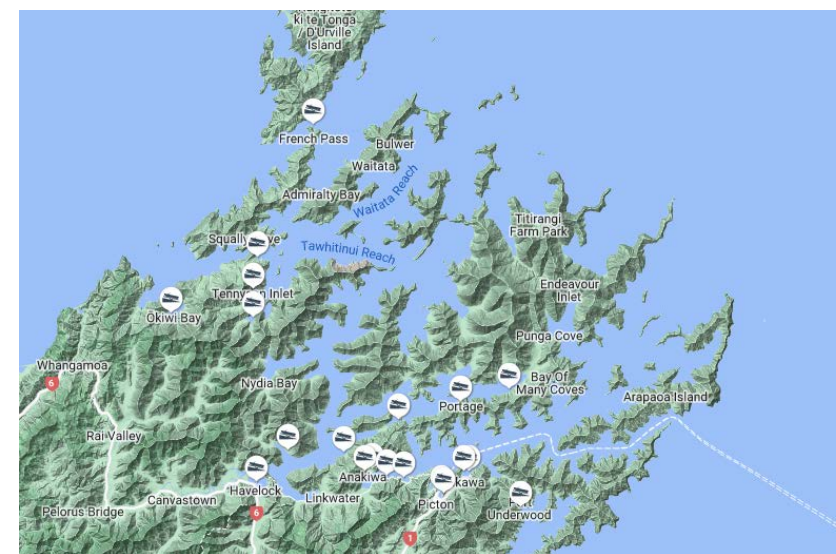 ki te Tonga
/ D'Urville
Island
French Pass
Bulwer
Waitata
Waitata Reach
Admiralty Bay
Titirangi
Farm Park
Tawhitinui Reach
Endeavour
Inlet
Okiwi Bay
Inlet
Punga Cove
Whangamoa
6
Nydia Bay
Bay Of
Many Coves
Arapaoa Island
Portage
Rai Valley
Anakiwa
Havelock
Linkwater
Canvastown
Picton
Underwood
Pelorus Bridge
6
1